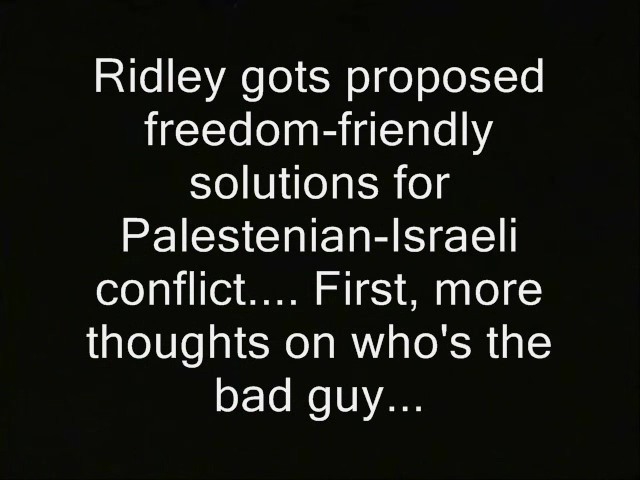 Ridley gots proposed
freedom-friendly
solutions for
Palestenian-Israeli
conflict.... First, more
thoughts on who's the
bad guy...